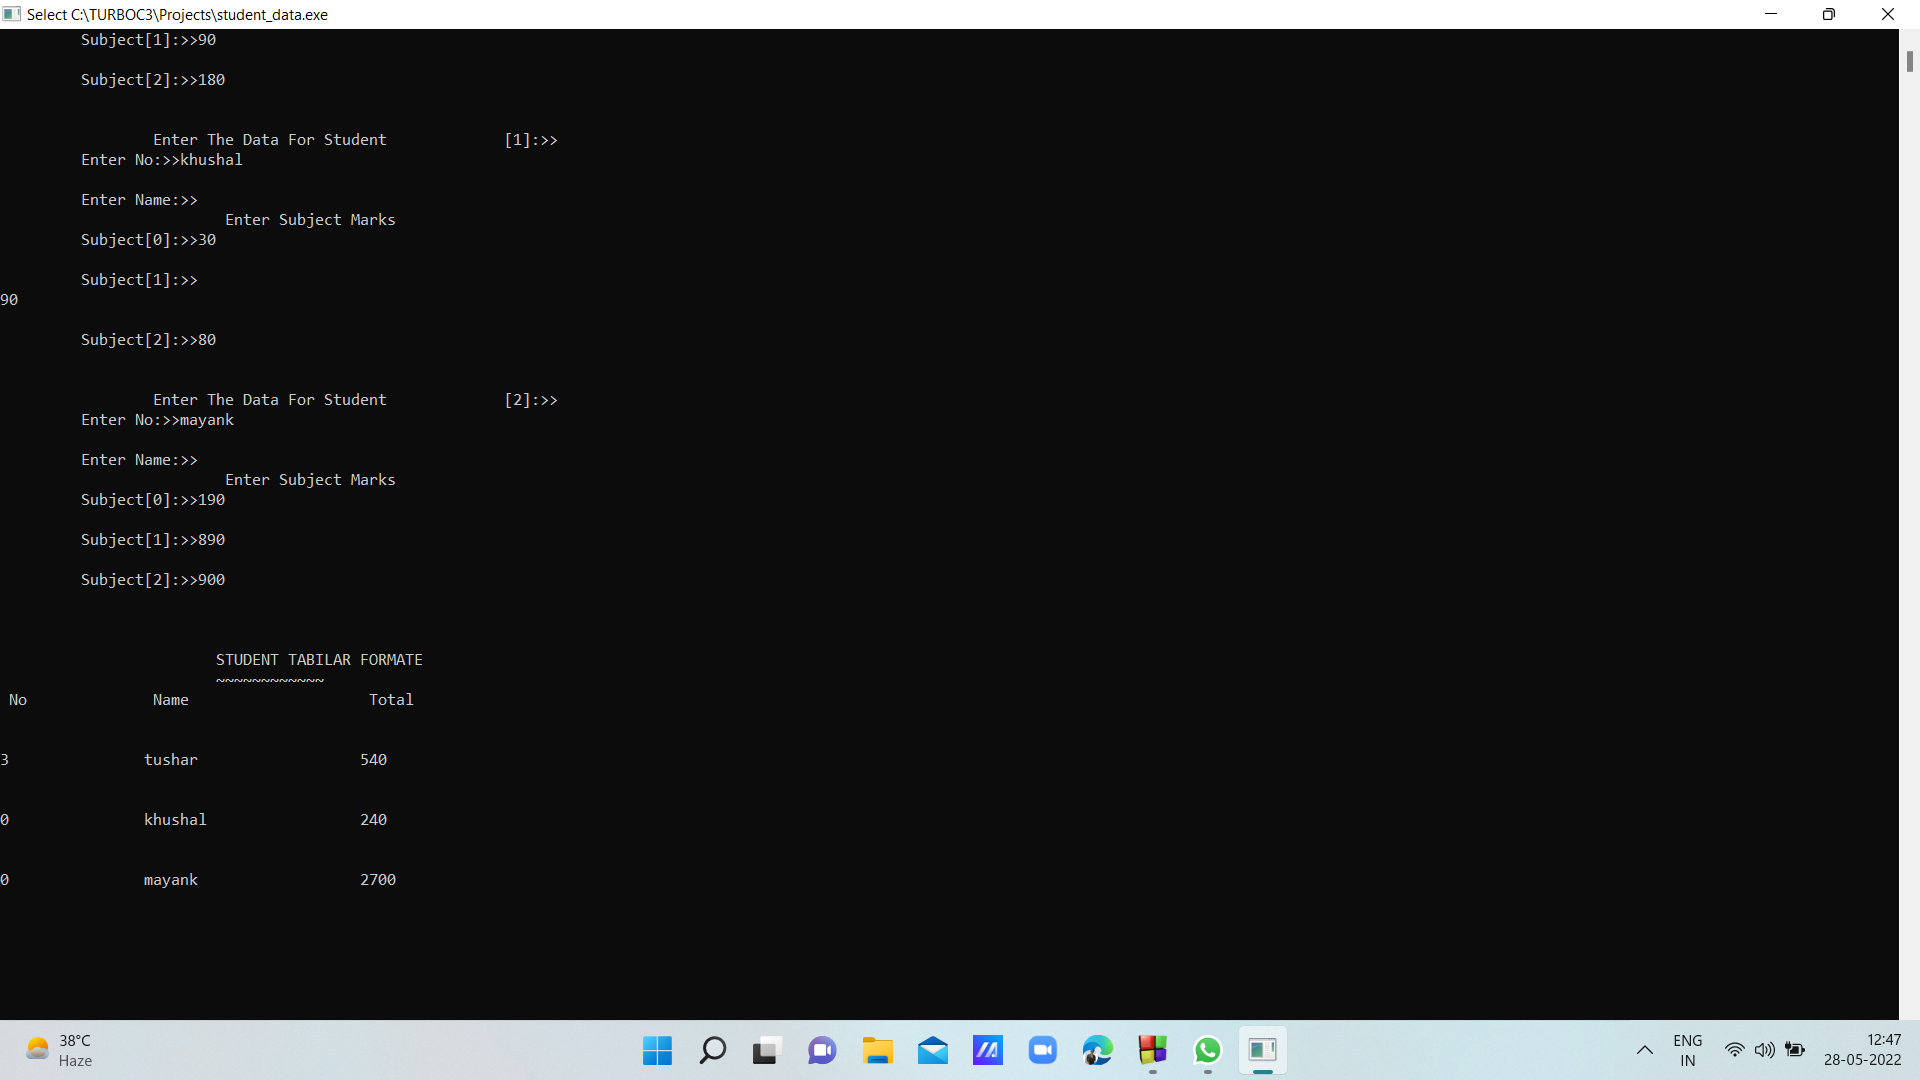 Select C:\TURBOC3\Projects\student_data.exe
Subject[1]:>>90
Subject[2]:>>180
Enter The Data For Student [1]:>>
Enter No:>>khushal
Enter Name:>>
Enter Subject Marks
Subject[0]:>>30
Subject[1]:>>
90
Subject[2]:>>80
Enter The Data For Student [2]:>>
Enter No:>>mayank
Enter Name:>>
Enter Subject Marks
Subject[0]:>>190
Subject[1]:>>890
Subject[2]:>>900
STUDENT TABILAR FORMATE
~~~~~~~~~~~~
No Name Total
3 tushar 540
0 khushal 240
0 mayank 2700
38°C
Haze
ENG
IN
12:47
28-05-2022